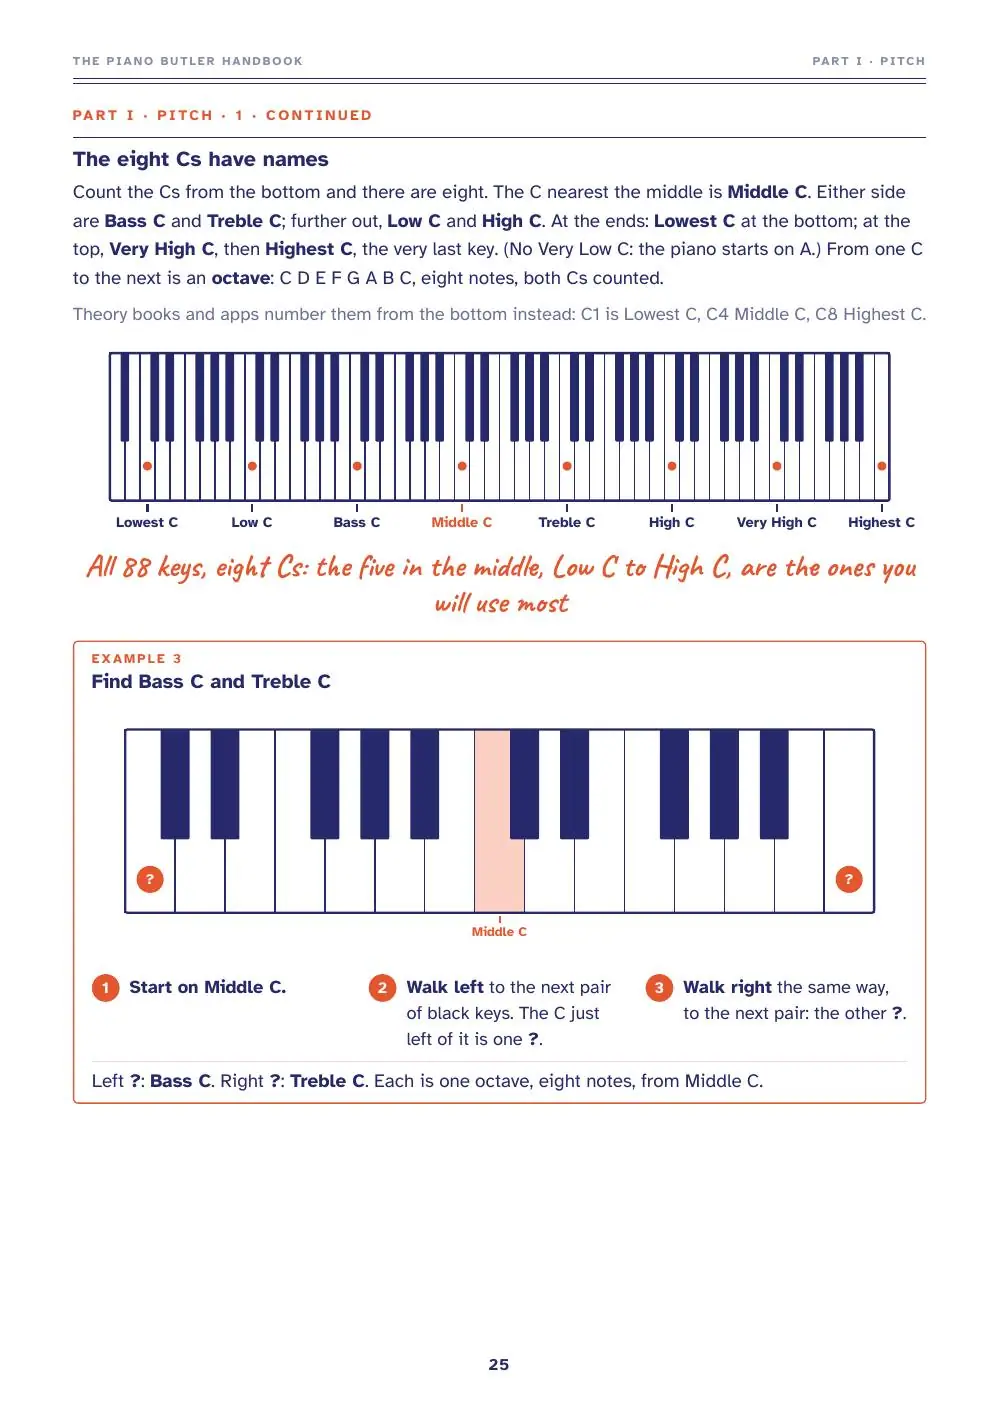 THE PIANO BUTLER HANDBOOK
PART I · PITCH
PART I · PITCH · 1 · CONTINUED
The eight Cs have names
Count the Cs from the bottom and there are eight. The C nearest the middle is Middle C. Either side
are Bass C and Treble C; further out, Low C and High C. At the ends: Lowest C at the bottom; at the
top, Very High C, then Highest C, the very last key. (No Very Low C: the piano starts on A.) From one C
to the next is an octave: C D E F G A B C, eight notes, both Cs counted.
Theory books and apps number them from the bottom instead: C1 is Lowest C, C4 Middle C, C8 Highest C.
Lowest C Low C Bass C Middle C Treble C High C Very High C Highest C
All 88 keys, eight Cs: the five in the middle, Low C to High C, are the ones you
will use most
EXAMPLE 3
Find Bass C and Treble C
? ?
Middle C
1 Start on Middle C.
2 Walk left to the next pair
of black keys. The C just
left of it is one ?.
3 Walk right the same way,
to the next pair: the other ?.
Left ?: Bass C. Right ?: Treble C. Each is one octave, eight notes, from Middle C.
25